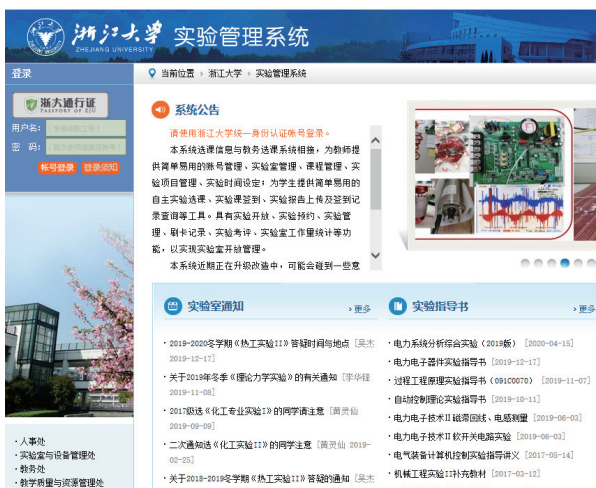 浙江大学
ZHEJIANG UNIVERSITY
实验管理系统
登录
当前位置 > 浙江大学 > 实验管理系统
浙大通行证
PASSPORT OF ZJU
用户名:
密 码:
帐号登录 登录须知
系统公告
请使用浙江大学统一身份认证帐号登录。
本系统选课信息与教务选课系统相接,为教师提
供简单易用的账号管理、实验室管理、课程管理、实
验项目管理、实验时间设定;为学生提供简单易用的
自主实验选课、实验课签到、实验报告上传及签到记
录查询等工具。具有实验开放、实验预约、实验管
理、刷卡记录、实验考评、实验室工作量统计等功
能,以实现实验室开放管理。
本系统近期正在升级改造中,可能会碰到一些意
实验室通知
› 更多
· 2019-2020冬学期《热工实验II》答疑时间与地点 [吴杰
2019-12-17]
· 关于2019年冬季《理论力学实验》的有关通知 [李华锋
2019-11-08]
· 2017级选《化工专业实验I》的同学请注意 [黄灵仙
2019-09-09]
· 二次通知选《化工实验II》的同学注意 [黄灵仙 2019-
02-25]
· 关于2018-2019冬学期《热工实验II》答疑的通知 [吴杰
实验指导书
› 更多
· 电力系统分析综合实验(2019版) [2020-04-15]
· 电力电子器件实验指导书 [2019-12-17]
· 过程工程原理实验指导书(091C0070) [2019-11-07]
· 自动控制理论实验指导书 [2019-10-11]
· 电力电子技术II磁滞回线、电感测量 [2019-06-03]
· 电力电子技术II软开关电路实验 [2019-06-03]
· 电气装备计算机控制实验指导讲义 [2017-05-14]
· 机械工程实验II补充教材 [2017-03-12]
· 人事处
· 实验室与设备管理处
· 教务处
· 教学质量与资源管理处